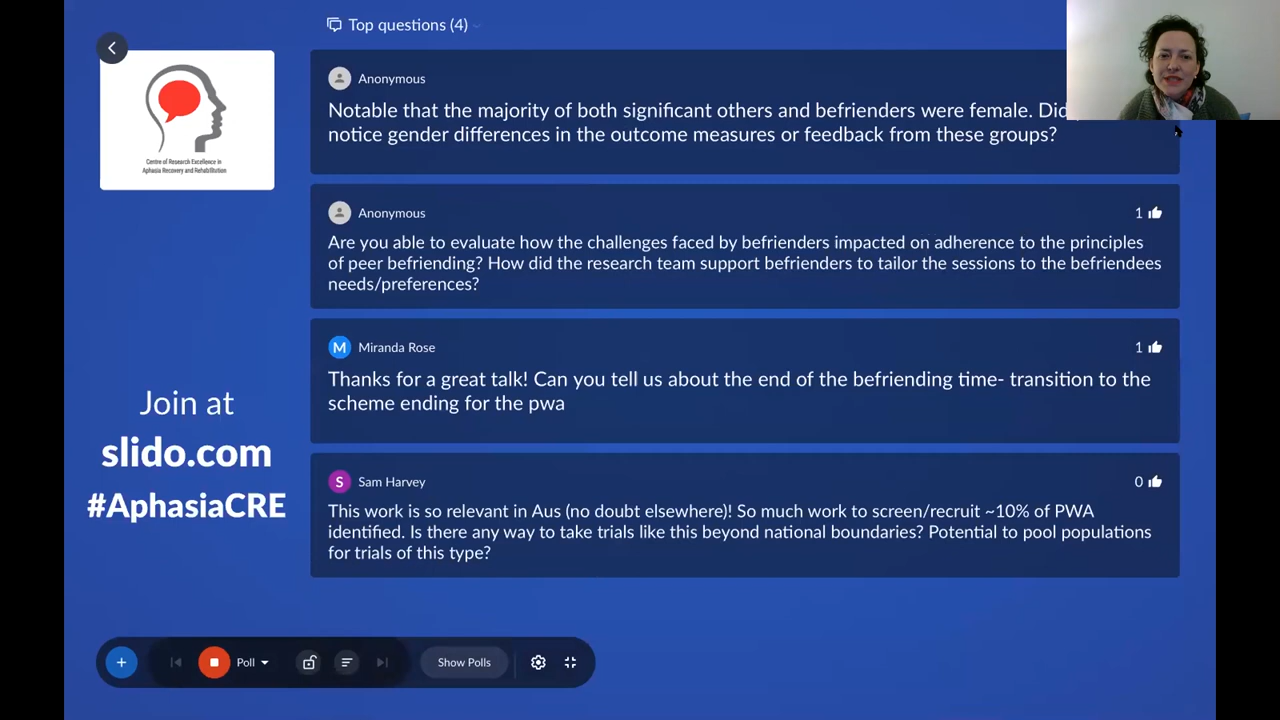 Top questions (4)
Anonymous
Notable that the majority of both significant others and befrienders were female. Did
notice gender differences in the outcome measures or feedback from these groups?
Centre of Research Excellence in
Aphasia Recovery and Rehabilitation
Anonymous
1
Are you able to evaluate how the challenges faced by befrienders impacted on adherence to the principles
of peer befriending? How did the research team support befrienders to tailor the sessions to the befriendees
needs/preferences?
M Miranda Rose
1
Thanks for a great talk! Can you tell us about the end of the befriending time- transition to the
scheme ending for the pwa
Join at
slido.com
#AphasiaCRE
S Sam Harvey
0
This work is so relevant in Aus (no doubt elsewhere)! So much work to screen/recruit ~10% of PWA
identified. Is there any way to take trials like this beyond national boundaries? Potential to pool populations
for trials of this type?
Poll
Show Polls